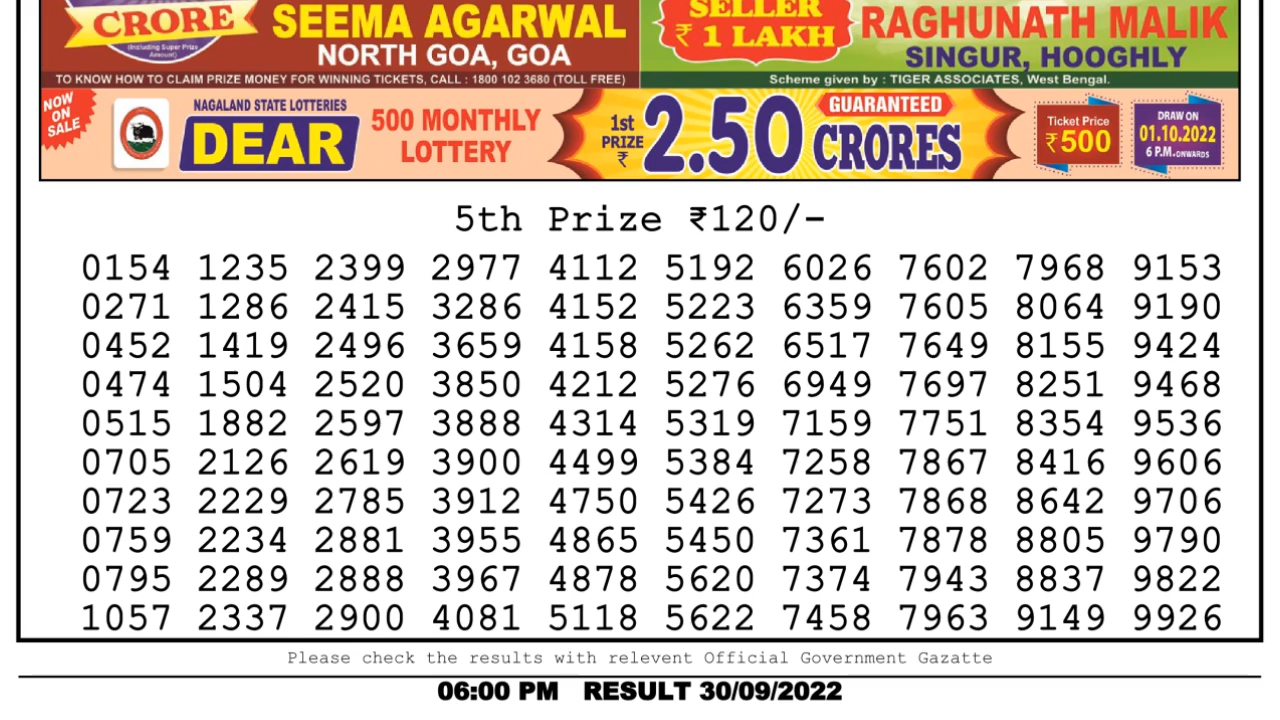 CRORE
(Including Super Prize
Amount)
SEEMA AGARWAL
NORTH GOA, GOA
TO KNOW HOW TO CLAIM PRIZE MONEY FOR WINNING TICKETS, CALL : 1800 102 3680 (TOLL FREE)
SELLER
₹ 1 LAKH
RAGHUNATH MALIK
SINGUR, HOOGHLY
Scheme given by : TIGER ASSOCIATES, West Bengal.
NOW
ON
SALE
NAGALAND STATE LOTTERIES
DEAR
500 MONTHLY
LOTTERY
1st
PRIZE
₹
2.50
GUARANTEED
CRORES
Ticket Price
₹500
DRAW ON
01.10.2022
6 P.M.ONWARDS
5th Prize ₹120/-
0154 1235 2399 2977 4112 5192 6026 7602 7968 9153
0271 1286 2415 3286 4152 5223 6359 7605 8064 9190
0452 1419 2496 3659 4158 5262 6517 7649 8155 9424
0474 1504 2520 3850 4212 5276 6949 7697 8251 9468
0515 1882 2597 3888 4314 5319 7159 7751 8354 9536
0705 2126 2619 3900 4499 5384 7258 7867 8416 9606
0723 2229 2785 3912 4750 5426 7273 7868 8642 9706
0759 2234 2881 3955 4865 5450 7361 7878 8805 9790
0795 2289 2888 3967 4878 5620 7374 7943 8837 9822
1057 2337 2900 4081 5118 5622 7458 7963 9149 9926
Please check the results with relevent Official Government Gazatte
06:00 PM RESULT 30/09/2022